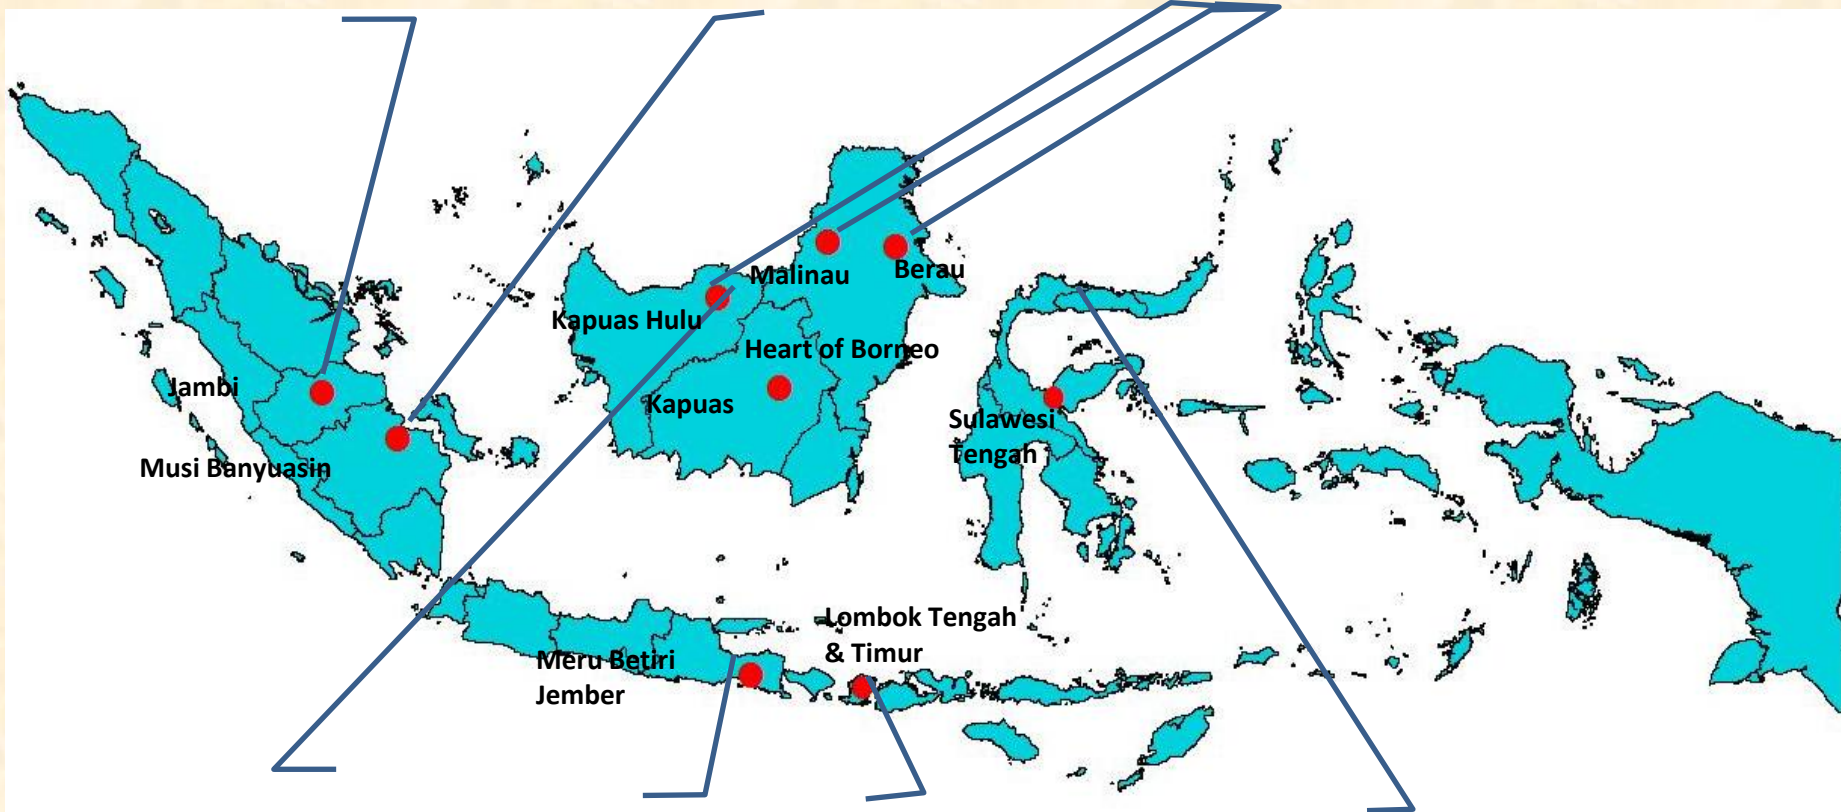 Malinau
Berau
Kapuas Hulu
Heart of Borneo
Jambi
Kapuas
Sulawesi
Tengah
Musi Banyuasin
Lombok Tengah
& Timur
Meru Betiri
Jember